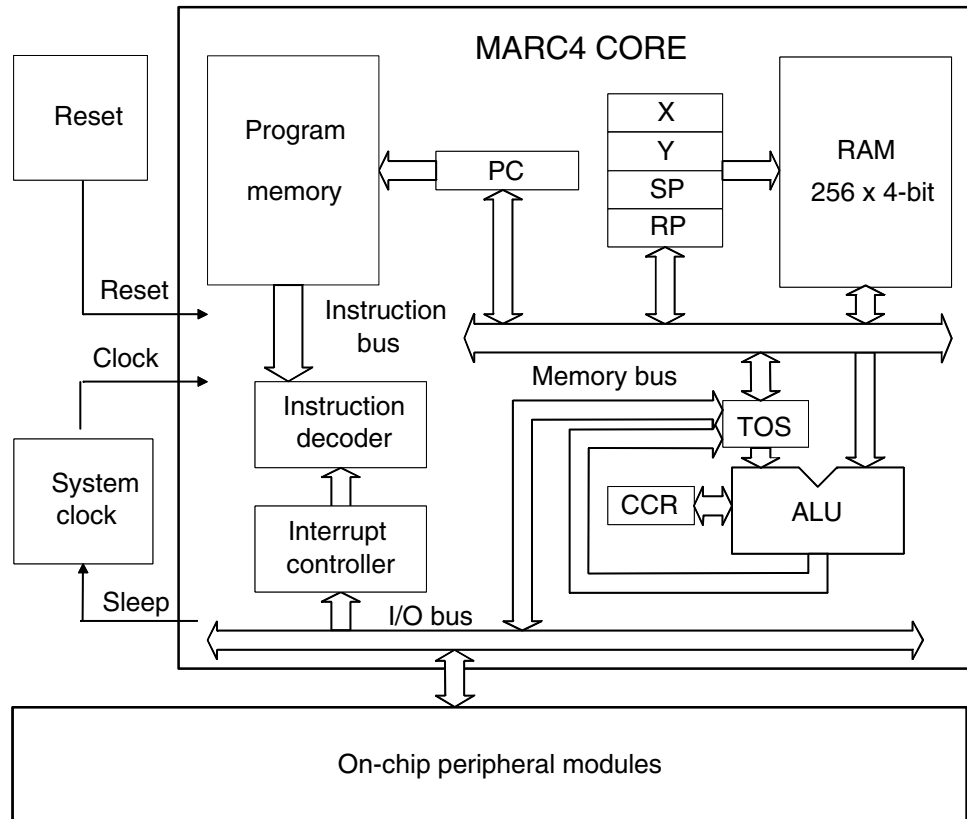 MARC4 CORE
Reset
Program
memory
PC
X
Y
SP
RP
RAM
256 x 4-bit
Reset
Instruction
bus
Clock
Memory bus
Instruction
decoder
TOS
System
clock
CCR
ALU
Interrupt
controller
Sleep
I/O bus
On-chip peripheral modules